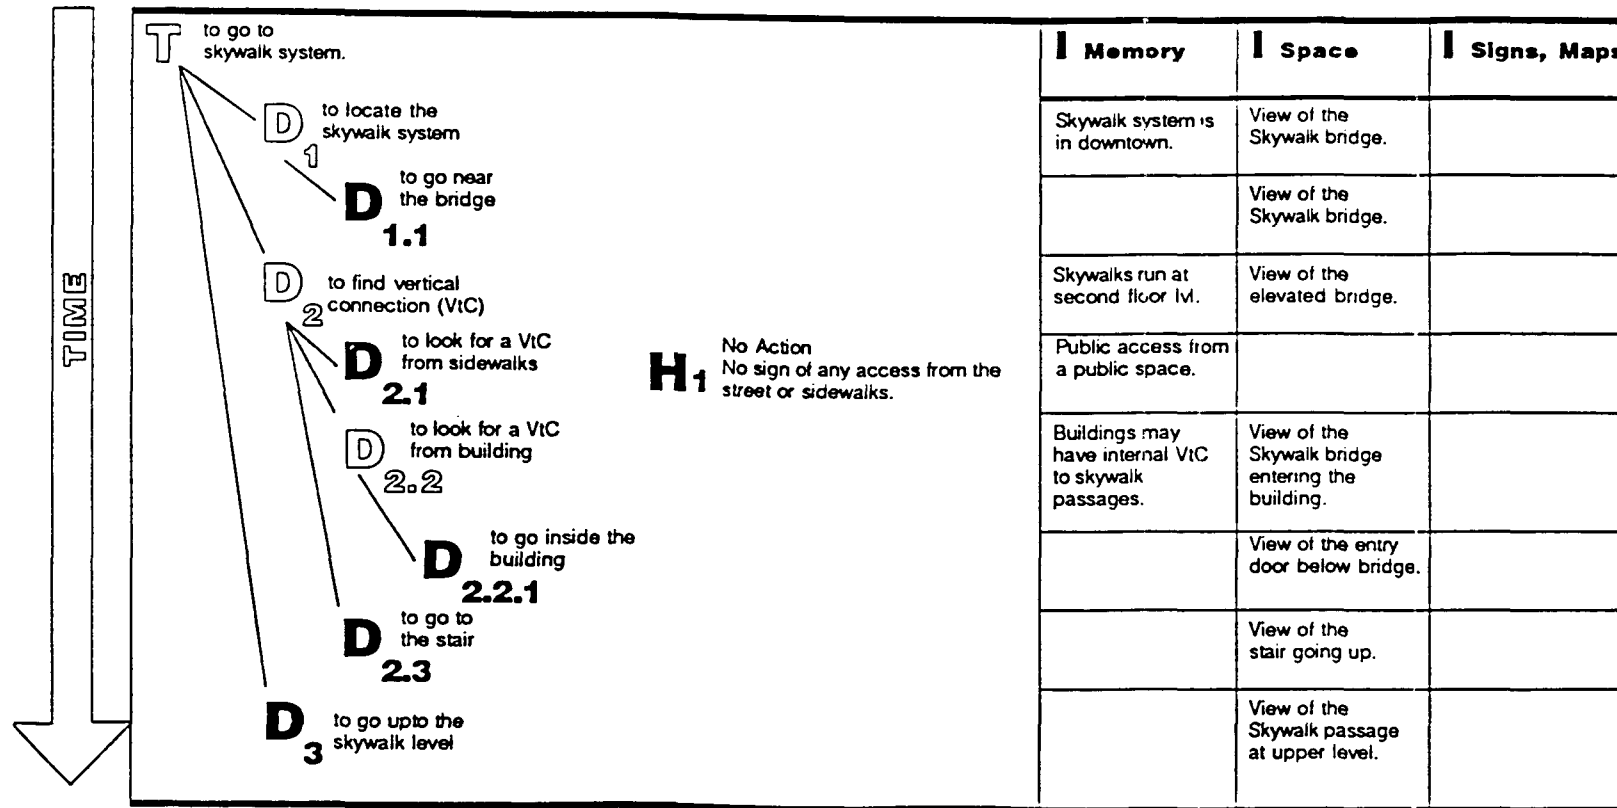 TIME
T to go to
skywalk system.
D1 to locate the
skywalk system
D1.1 to go near
the bridge
D2 to find vertical
connection (VtC)
D2.1 to look for a VtC
from sidewalks
D2.2 to look for a VtC
from building
D2.2.1 to go inside the
building
D2.3 to go to
the stair
D3 to go upto the
skywalk level
H1 No Action
No sign of any access from the
street or sidewalks.
I Memory
I Space
I Signs, Maps
Skywalk system is
in downtown.
View of the
Skywalk bridge.
View of the
Skywalk bridge.
Skywalks run at
second floor lvl.
View of the
elevated bridge.
Public access from
a public space.
Buildings may
have internal VtC
to skywalk
passages.
View of the
Skywalk bridge
entering the
building.
View of the entry
door below bridge.
View of the
stair going up.
View of the
Skywalk passage
at upper level.